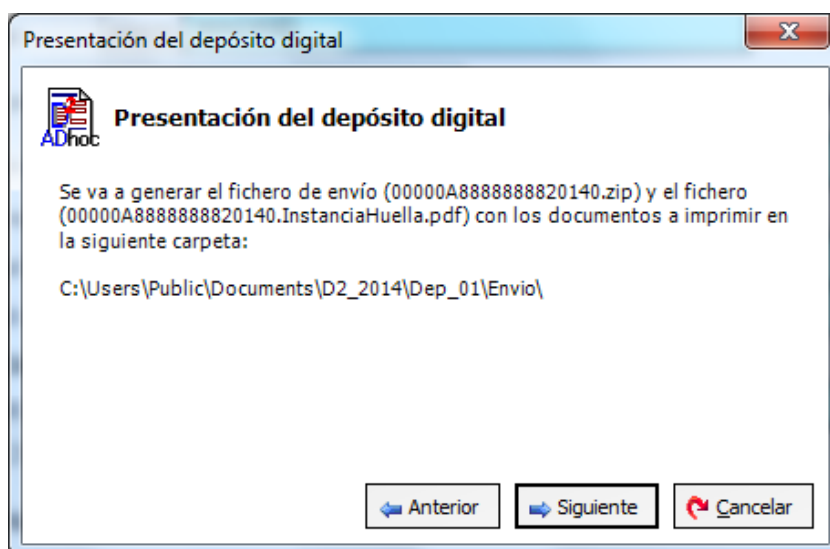 Presentación del depósito digital
ADhoc
Presentación del depósito digital
Se va a generar el fichero de envío (00000A8888888820140.zip) y el fichero
(00000A8888888820140.InstanciaHuella.pdf) con los documentos a imprimir en
la siguiente carpeta:
C:\Users\Public\Documents\D2_2014\Dep_01\Envio\
Anterior
Siguiente
Cancelar